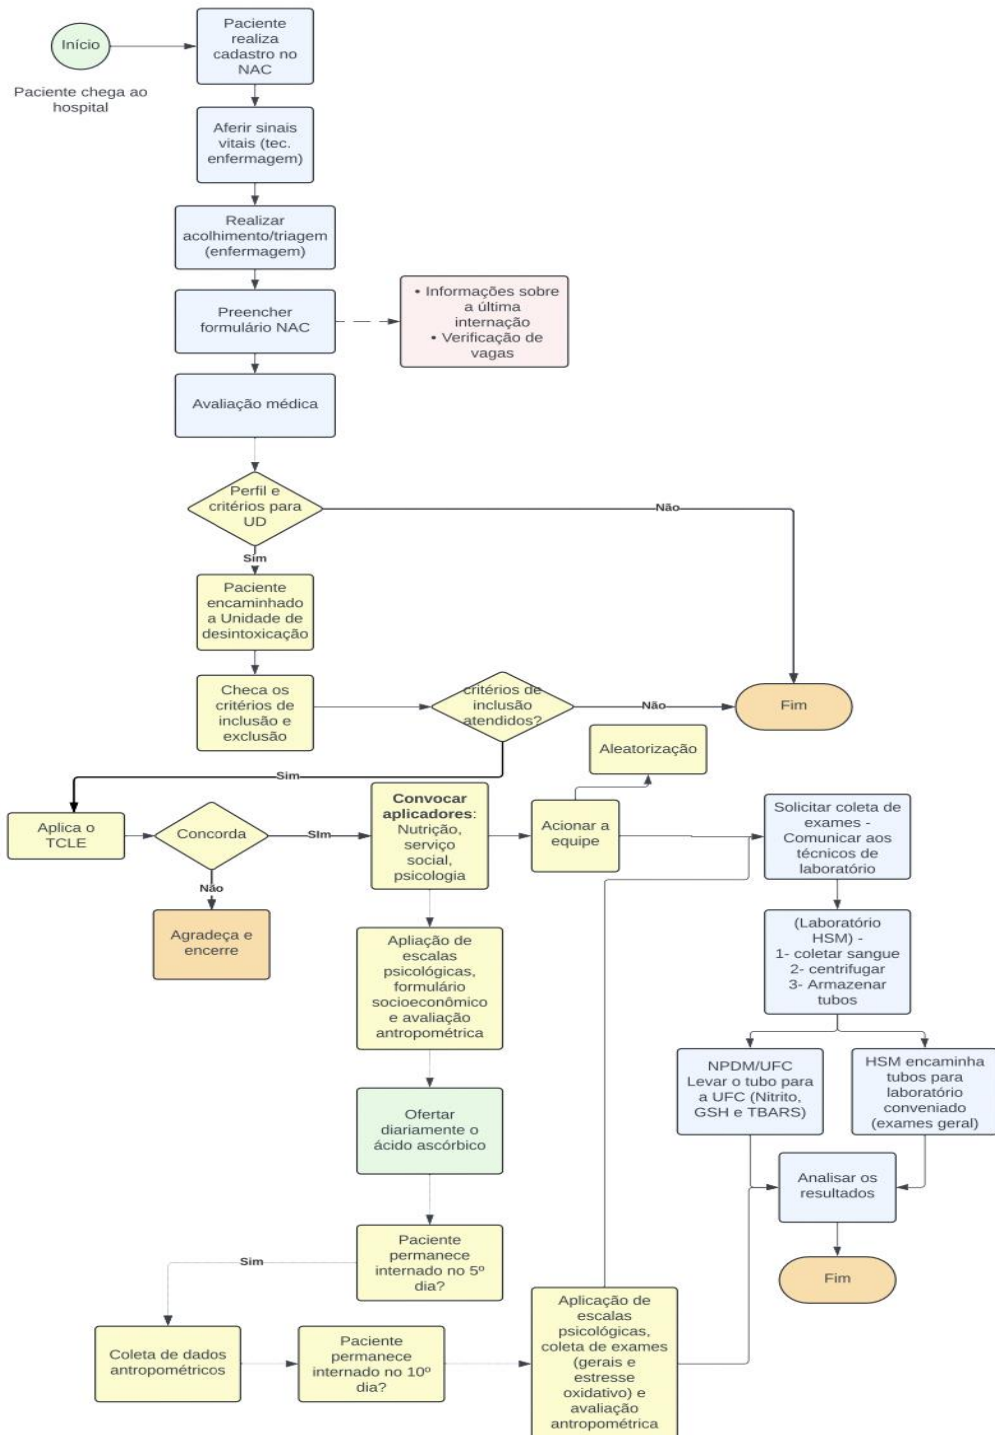 Início
Paciente chega ao
hospital
Paciente
realiza
cadastro no
NAC
Aferir sinais
vitais (tec.
enfermagem)
Realizar
acolhimento/triagem
(enfermagem)
Preencher
formulário NAC
• Informações sobre
a última
internação
• Verificação de
vagas
Avaliação médica
Perfil e
critérios para
UD
Não
Sim
Paciente
encaminhado
a Unidade de
desintoxicação
Checa os
critérios de
inclusão e
exclusão
critérios de
inclusão
atendidos?
Não
Fim
Sim
Aplica o
TCLE
Concorda
SIm
Não
Agradeça e
encerre
Convocar
aplicadores:
Nutrição,
serviço
social,
psicologia
Acionar a
equipe
Aleatorização
Solicitar coleta de
exames -
Comunicar aos
técnicos de
laboratório
(Laboratório
HSM) -
1- coletar sangue
2- centrifugar
3- Armazenar
tubos
NPDM/UFC
Levar o tubo para
a UFC (Nitrito,
GSH e TBARS)
HSM encaminha
tubos para
laboratório
conveniado
(exames geral)
Analisar os
resultados
Fim
Apliação de
escalas
psicológicas,
formulário
socioeconômico
e avaliação
antropométrica
Ofertar
diariamente o
ácido ascórbico
Paciente
permanece
internado no 5º
dia?
Sim
Coleta de dados
antropométricos
Paciente
permanece
internado no 10º
dia?
Aplicação de
escalas
psicológicas,
coleta de exames
(gerais e
estresse
oxidativo) e
avaliação
antropométrica